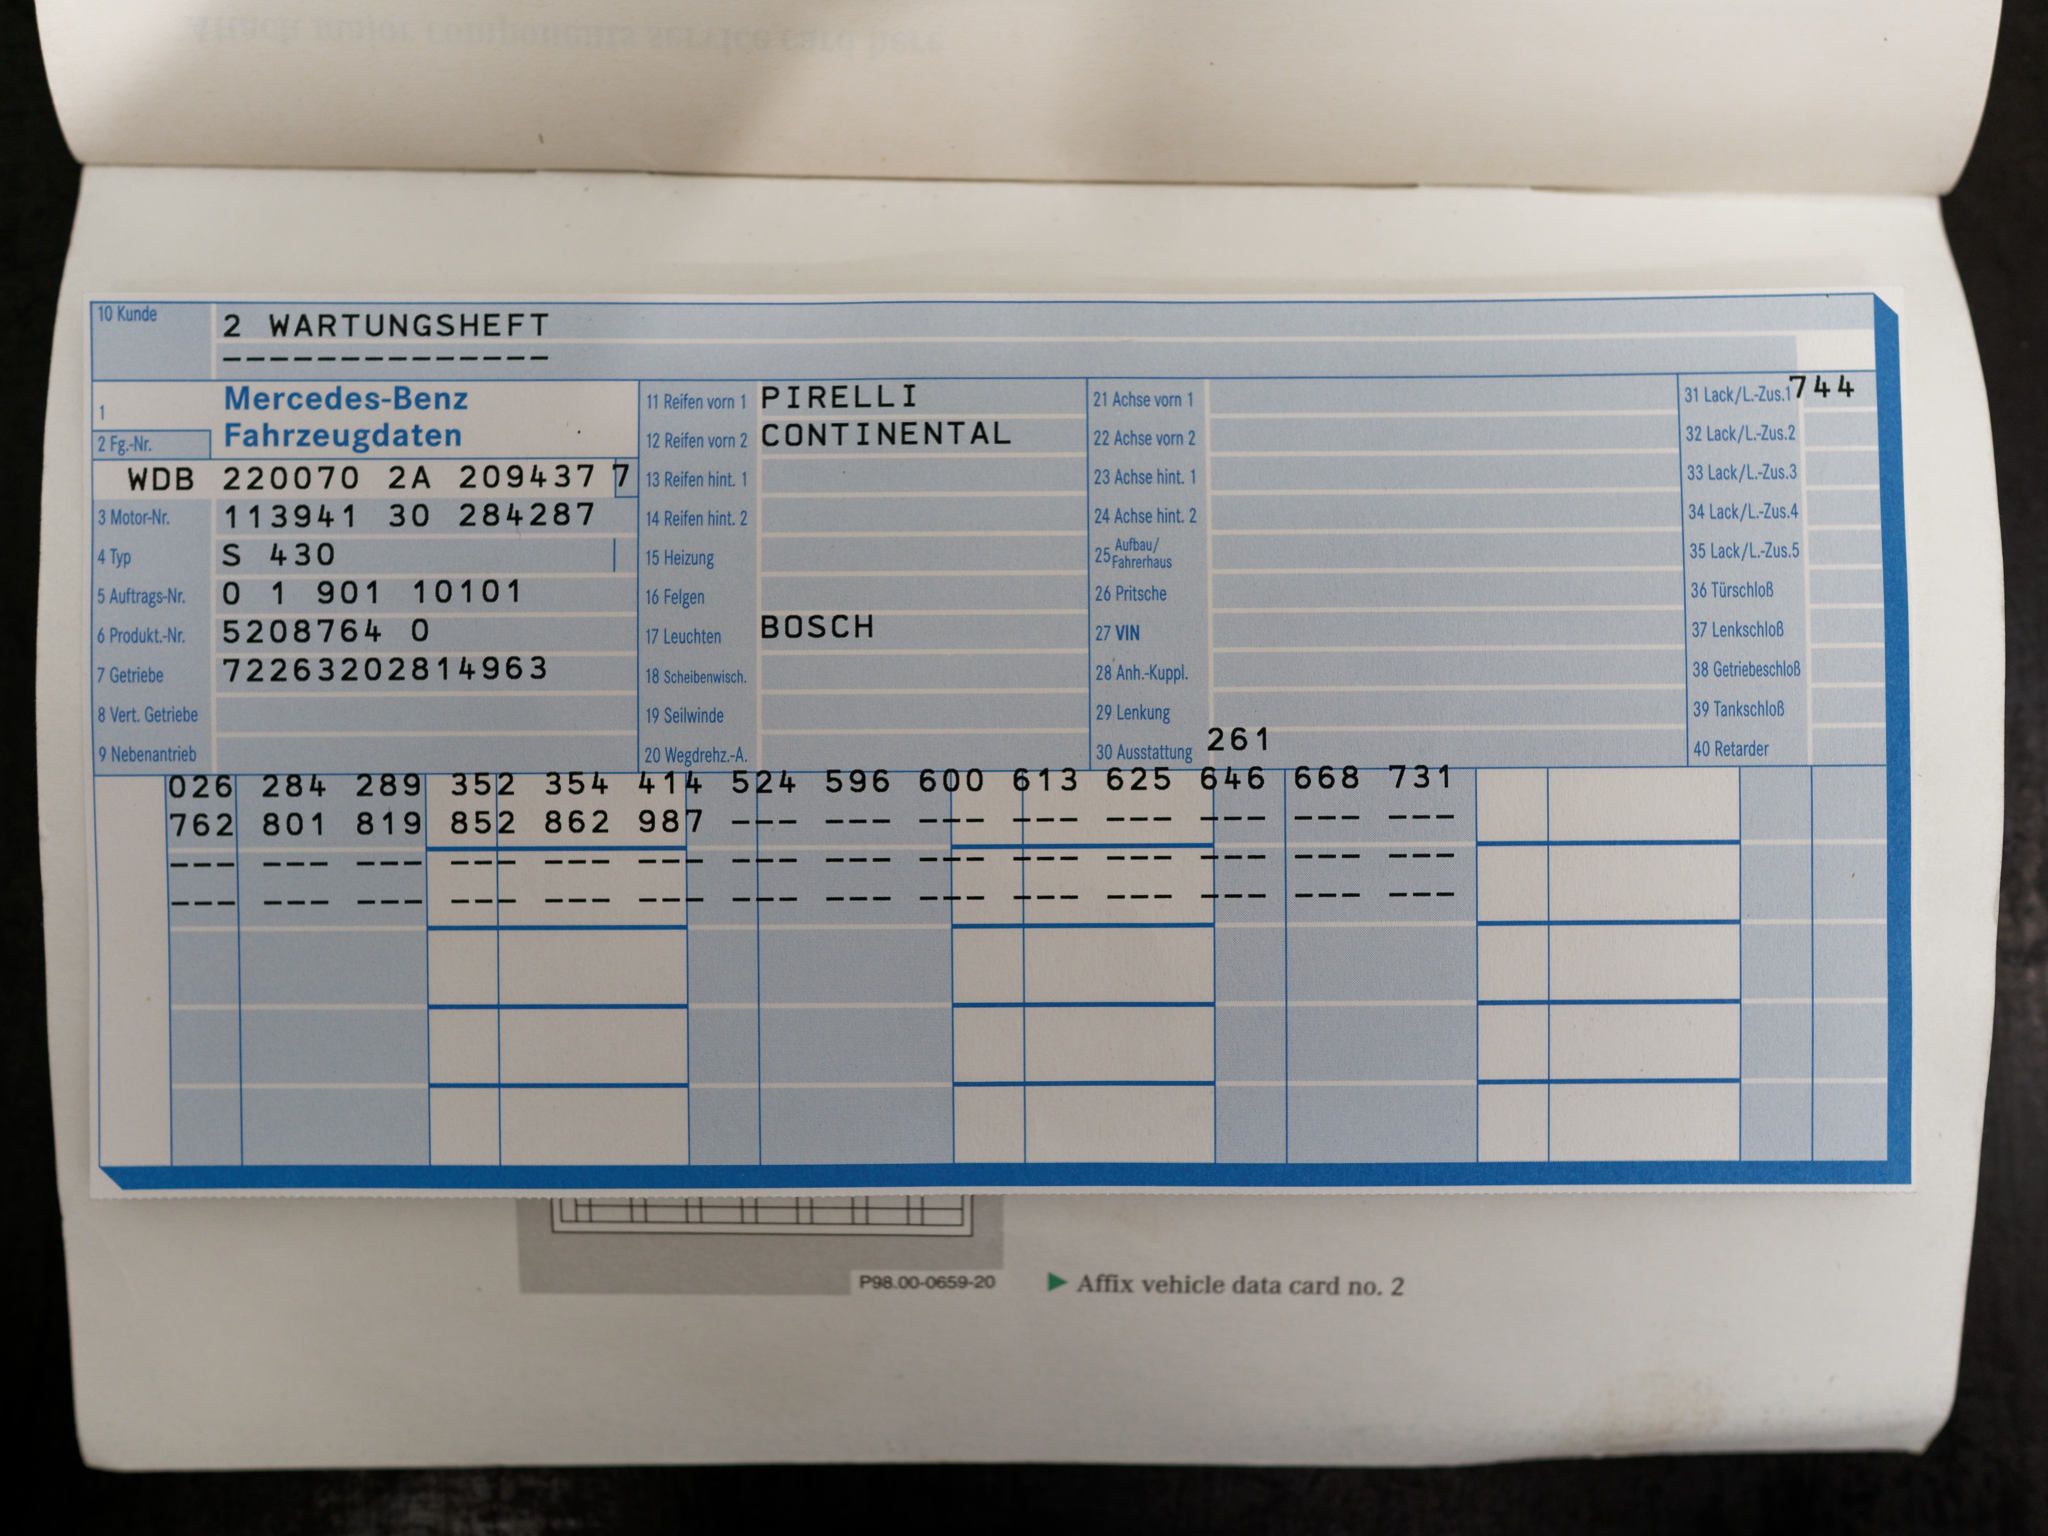 Attach major components service card here
10 Kunde
2 WARTUNGSHEFT
--------------
1
Mercedes-Benz
Fahrzeugdaten
2 Fg.-Nr.
WDB 220070 2A 209437 7
3 Motor-Nr. 113941 30 284287
4 Typ S 430
5 Auftrags-Nr. 0 1 901 10101
6 Produkt.-Nr. 5208764 0
7 Getriebe 72263202814963
8 Vert. Getriebe
9 Nebenantrieb
11 Reifen vorn 1 PIRELLI
12 Reifen vorn 2 CONTINENTAL
13 Reifen hint. 1
14 Reifen hint. 2
15 Heizung
16 Felgen
17 Leuchten BOSCH
18 Scheibenwisch.
19 Seilwinde
20 Wegdrehz.-A.
21 Achse vorn 1
22 Achse vorn 2
23 Achse hint. 1
24 Achse hint. 2
25 Aufbau/
Fahrerhaus
26 Pritsche
27 VIN
28 Anh.-Kuppl.
29 Lenkung
30 Ausstattung 261
31 Lack/L.-Zus.1 744
32 Lack/L.-Zus.2
33 Lack/L.-Zus.3
34 Lack/L.-Zus.4
35 Lack/L.-Zus.5
36 Türschloß
37 Lenkschloß
38 Getriebeschloß
39 Tankschloß
40 Retarder
026 284 289 352 354 414 524 596 600 613 625 646 668 731
762 801 819 852 862 987 --- --- --- --- --- --- --- ---
--- --- --- --- --- --- --- --- --- --- --- --- --- ---
--- --- --- --- --- --- --- --- --- --- --- --- --- ---
P98.00-0659-20
Affix vehicle data card no. 2